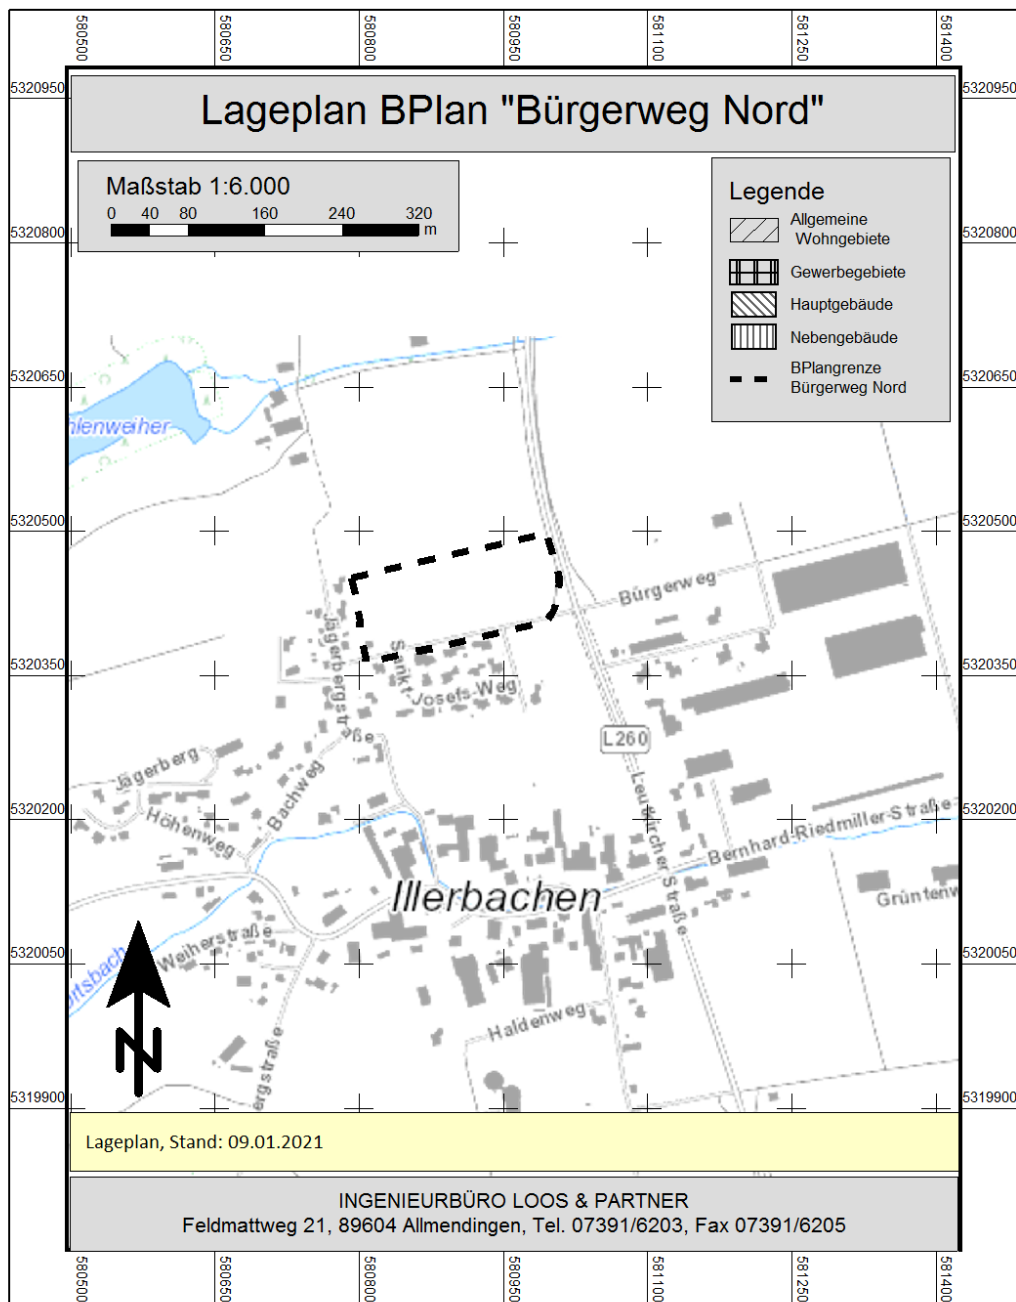 580500
580650
580800
580950
581100
581250
581400
5320950
5320950
Lageplan BPlan "Bürgerweg Nord"
Maßstab 1:6.000
0 40 80 160 240 320
m
Legende
Allgemeine
Wohngebiete
Gewerbegebiete
Hauptgebäude
Nebengebäude
BPlangrenze
Bürgerweg Nord
5320800
5320800
5320650
5320650
hlenweiher
5320500
5320500
Bürgerweg
Jägerbergstraße
Sankt-Josefs-Weg
5320350
5320350
L260
Jägerberg
Höhenweg
Bachweg
Leutkircher Straße
5320200
5320200
Bernhard-Riedmiller-Straße
Illerbachen
Grüntenw
Weiherstraße
ortsbach
5320050
5320050
Haldenweg
ergstraße
N
5319900
5319900
Lageplan, Stand: 09.01.2021
INGENIEURBÜRO LOOS & PARTNER
Feldmattweg 21, 89604 Allmendingen, Tel. 07391/6203, Fax 07391/6205
580500
580650
580800
580950
581100
581250
581400